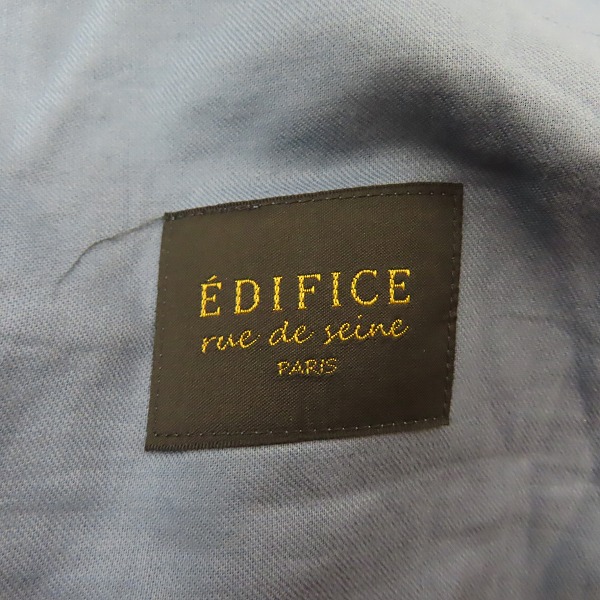 ÉDIFICE
rue de seine
PARIS